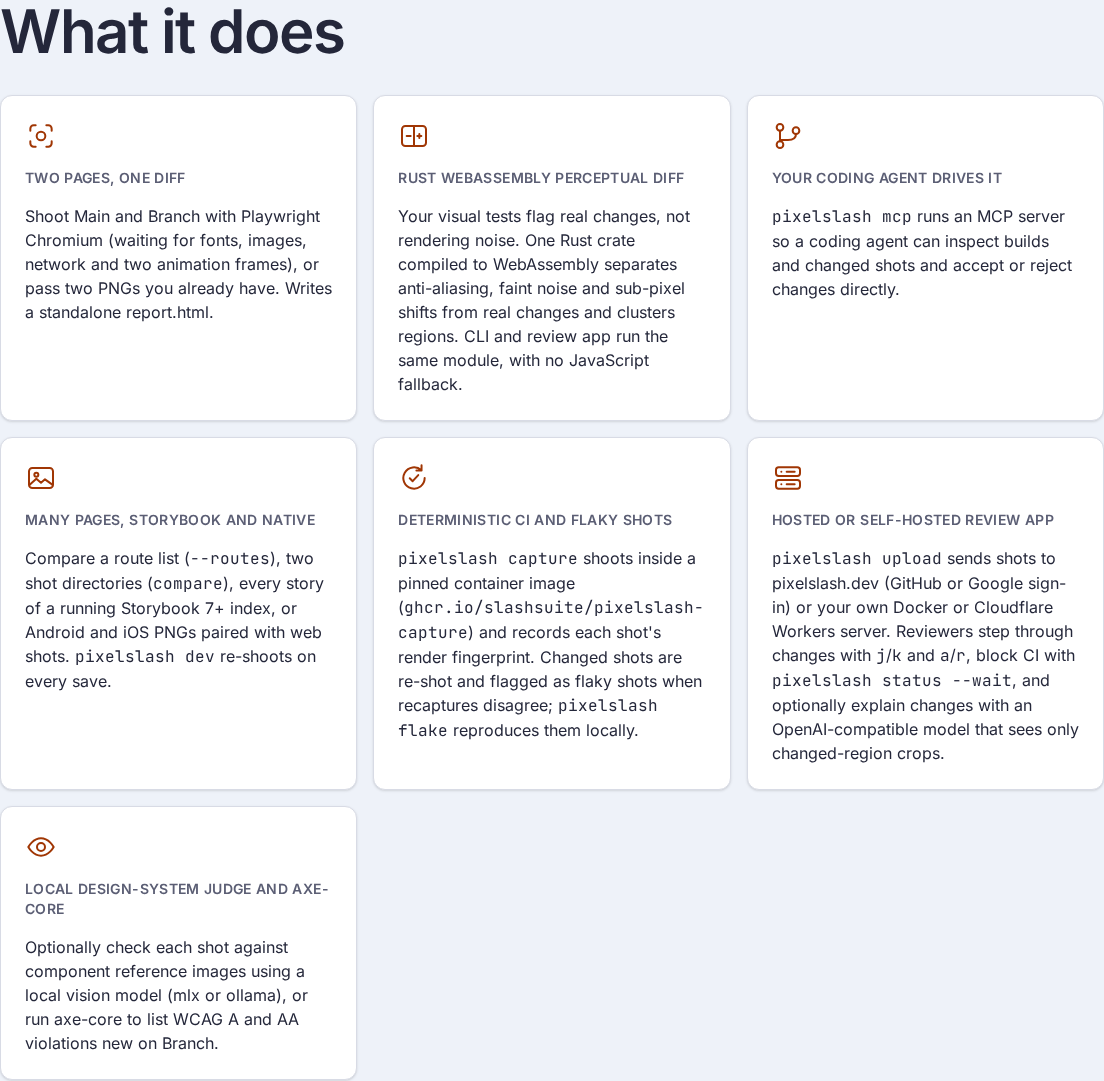 What it does
TWO PAGES, ONE DIFF
Shoot Main and Branch with Playwright
Chromium (waiting for fonts, images,
network and two animation frames), or
pass two PNGs you already have. Writes
a standalone report.html.
RUST WEBASSEMBLY PERCEPTUAL DIFF
Your visual tests flag real changes, not
rendering noise. One Rust crate
compiled to WebAssembly separates
anti-aliasing, faint noise and sub-pixel
shifts from real changes and clusters
regions. CLI and review app run the
same module, with no JavaScript
fallback.
YOUR CODING AGENT DRIVES IT
pixelslash mcp runs an MCP server
so a coding agent can inspect builds
and changed shots and accept or reject
changes directly.
MANY PAGES, STORYBOOK AND NATIVE
Compare a route list (--routes), two
shot directories (compare), every story
of a running Storybook 7+ index, or
Android and iOS PNGs paired with web
shots. pixelslash dev re-shoots on
every save.
DETERMINISTIC CI AND FLAKY SHOTS
pixelslash capture shoots inside a
pinned container image
(ghcr.io/slashsuite/pixelslash-
capture) and records each shot's
render fingerprint. Changed shots are
re-shot and flagged as flaky shots when
recaptures disagree; pixelslash
flake reproduces them locally.
HOSTED OR SELF-HOSTED REVIEW APP
pixelslash upload sends shots to
pixelslash.dev (GitHub or Google sign-
in) or your own Docker or Cloudflare
Workers server. Reviewers step through
changes with j/k and a/r, block CI with
pixelslash status --wait, and
optionally explain changes with an
OpenAI-compatible model that sees only
changed-region crops.
LOCAL DESIGN-SYSTEM JUDGE AND AXE-
CORE
Optionally check each shot against
component reference images using a
local vision model (mlx or ollama), or
run axe-core to list WCAG A and AA
violations new on Branch.